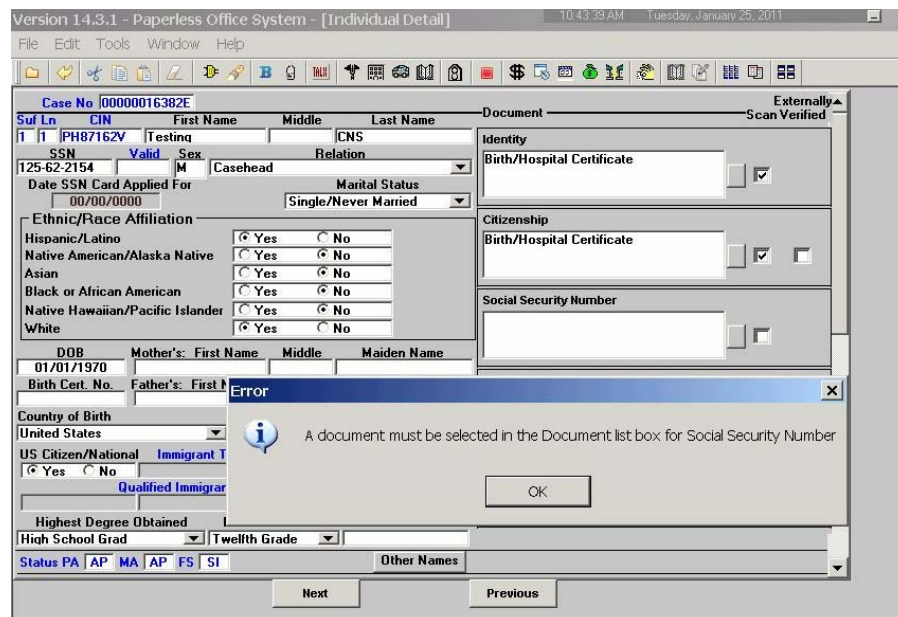 Version 14.3.1 - Paperless Office System - [Individual Detail] 10:43:39 AM Tuesday, January 25, 2011
File Edit Tools Window Help
Case No 00000016382E
Externally
Document Scan Verified
Suf Ln CIN First Name Middle Last Name
1 1 PH87162V Testing CNS
SSN Valid Sex Relation
125-62-2154 M Casehead
Date SSN Card Applied For Marital Status
00/00/0000 Single/Never Married
Ethnic/Race Affiliation
Hispanic/Latino Yes No
Native American/Alaska Native Yes No
Asian Yes No
Black or African American Yes No
Native Hawaiian/Pacific Islander Yes No
White Yes No
Identity
Birth/Hospital Certificate
Citizenship
Birth/Hospital Certificate
Social Security Number
DOB Mother's: First Name Middle Maiden Name
01/01/1970
Birth Cert. No. Father's: First N
Country of Birth
United States
US Citizen/National Immigrant T
Yes No
Qualified Immigrar
Error
A document must be selected in the Document list box for Social Security Number
OK
Highest Degree Obtained
High School Grad Twelfth Grade
Status PA AP MA AP FS SI Other Names
Next Previous